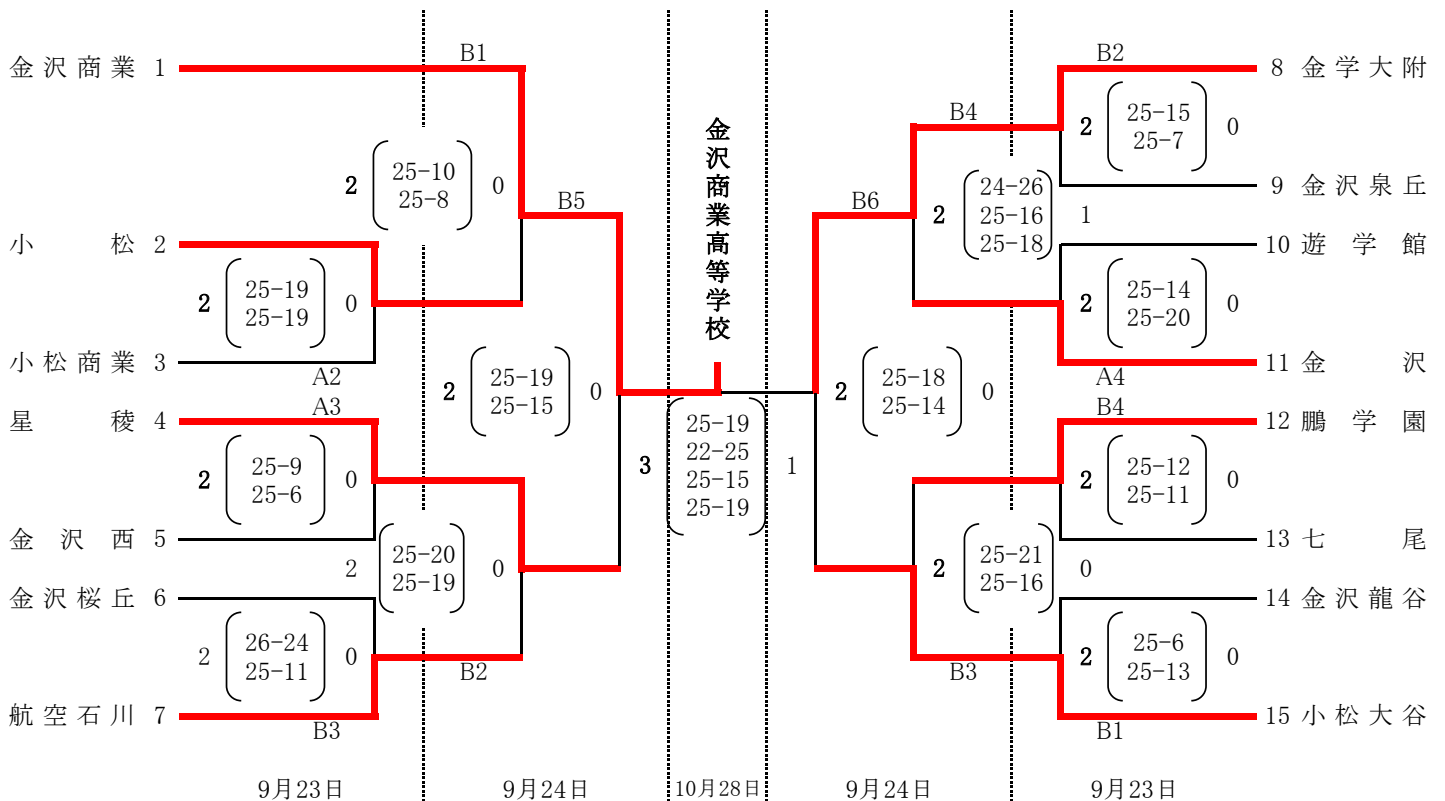 金沢商業 1
B1
2 25-10 0
25-8
小松 2
2 25-19 0
25-19
小松商業 3
A2
B5
2 25-19 0
25-15
星稜 4
A3
2 25-9 0
25-6
金沢西 5
2 25-20 0
25-19
金沢桜丘 6
2 26-24 0
25-11
航空石川 7
B3
B2
金沢商業高等学校
3 25-19 1
22-25
25-15
25-19
B2
8 金学大附
2 25-15 0
25-7
9 金沢泉丘
B4
2 24-26 1
25-16
25-18
10 遊学館
2 25-14 0
25-20
11 金沢
A4
B6
2 25-18 0
25-14
B4
12 鵬学園
2 25-12 0
25-11
13 七尾
2 25-21 0
25-16
14 金沢龍谷
2 25-6 0
25-13
15 小松大谷
B3
B1
9月23日 9月24日 10月28日 9月24日 9月23日